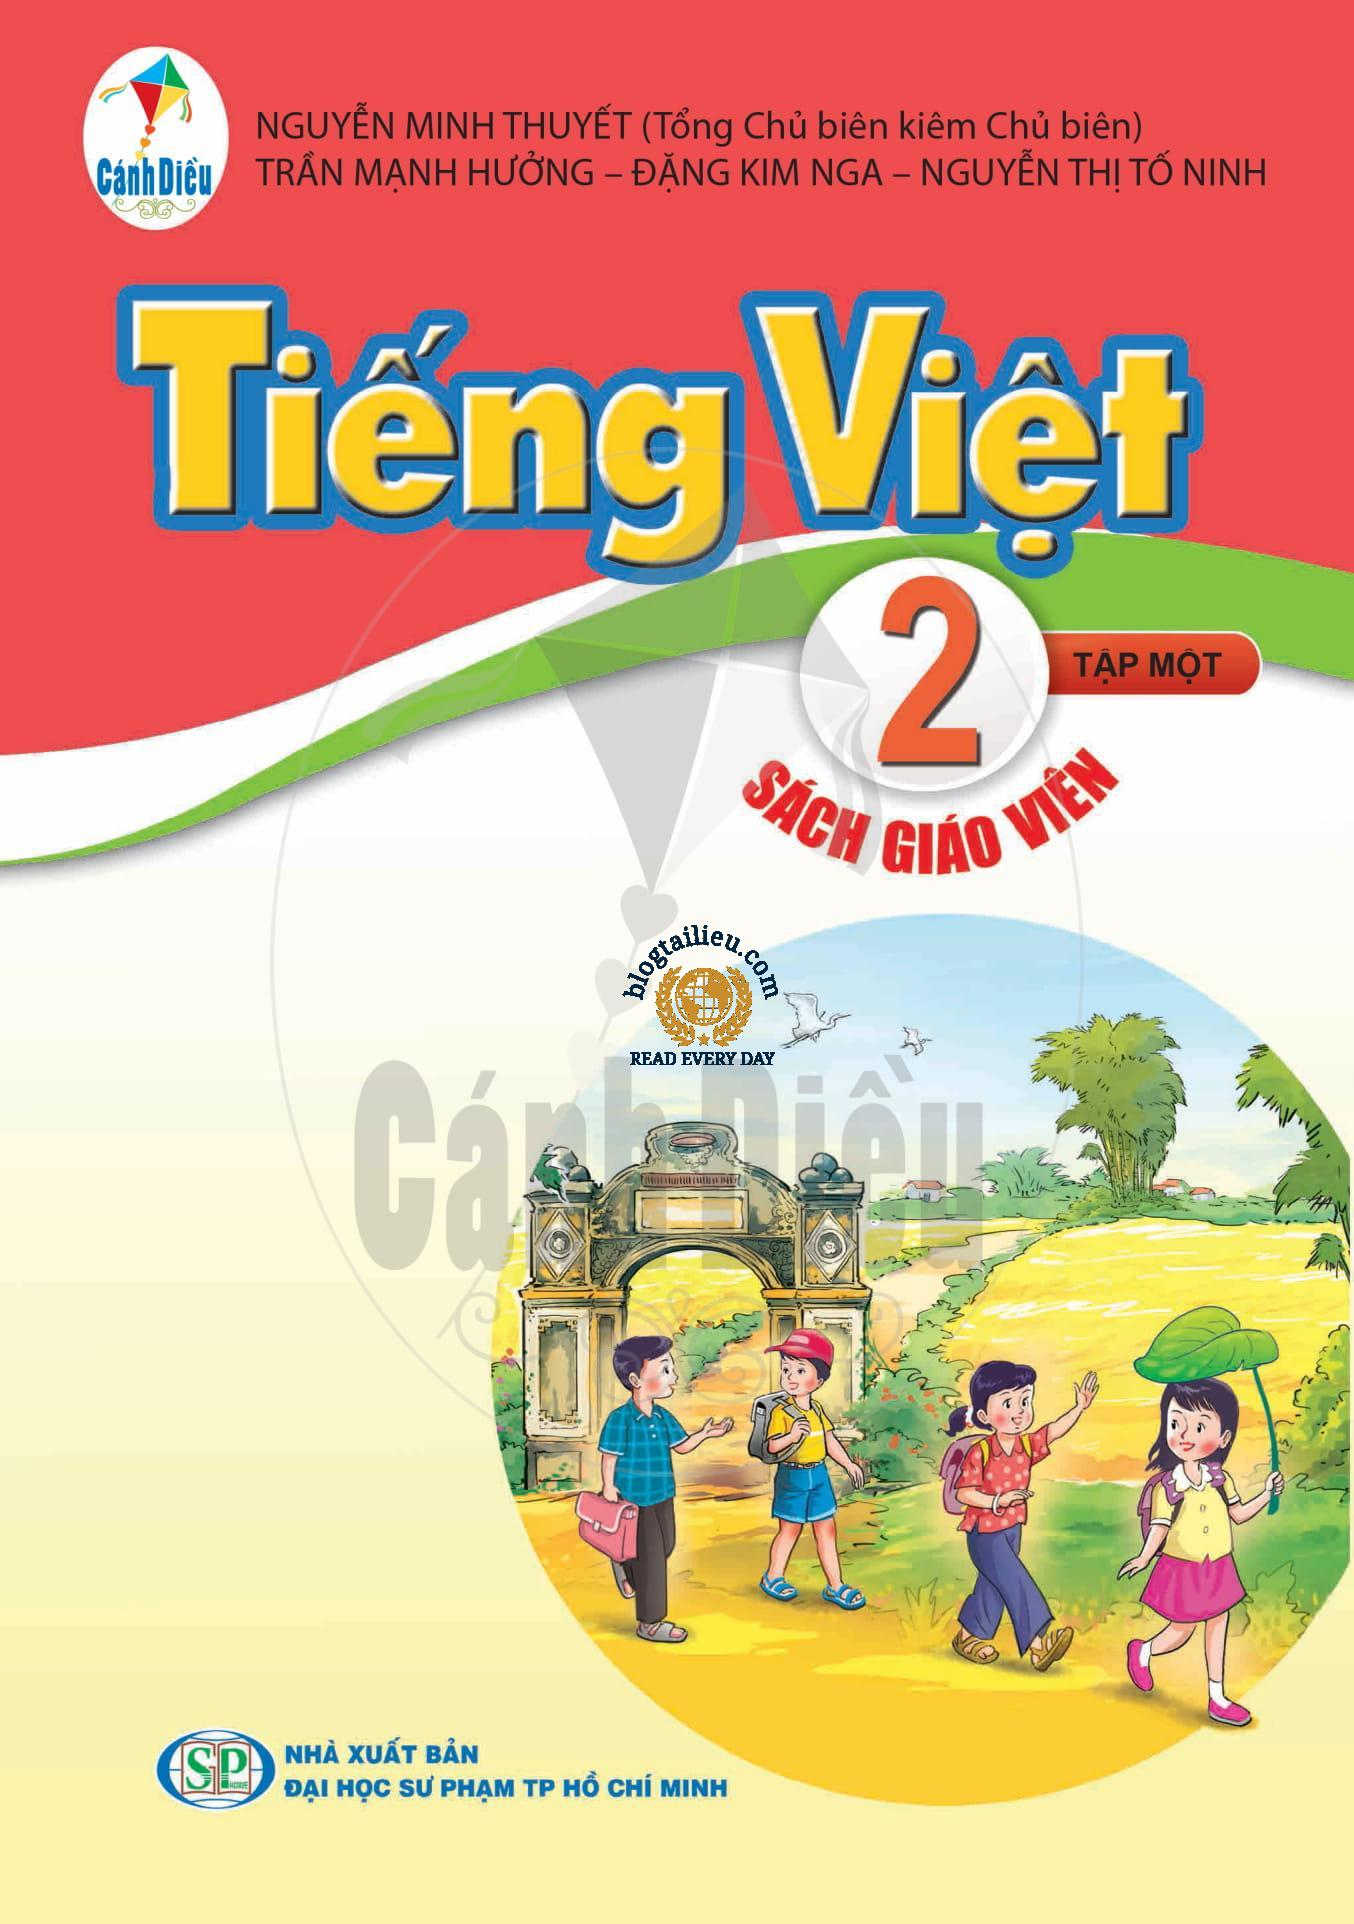 Cánh Diều
NGUYỄN MINH THUYẾT (Tổng Chủ biên kiêm Chủ biên)
TRẦN MẠNH HƯỞNG – ĐẶNG KIM NGA – NGUYỄN THỊ TỐ NINH
Tiếng Việt
2
TẬP MỘT
SÁCH GIÁO VIÊN
blogtailieu.com
READ EVERY DAY
Cánh Diều
SP
HCMUE
NHÀ XUẤT BẢN
ĐẠI HỌC SƯ PHẠM TP HỒ CHÍ MINH